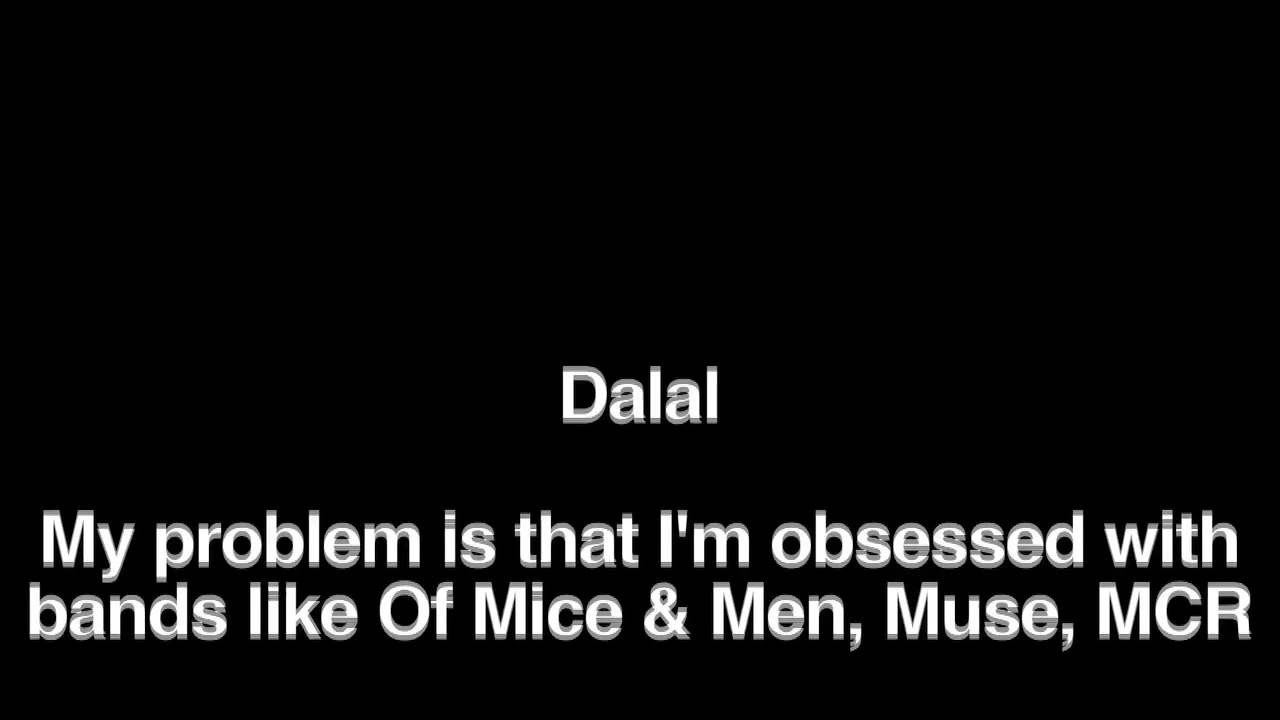 Dalal
My problem is that I'm obsessed with
bands like Of Mice & Men, Muse, MCR